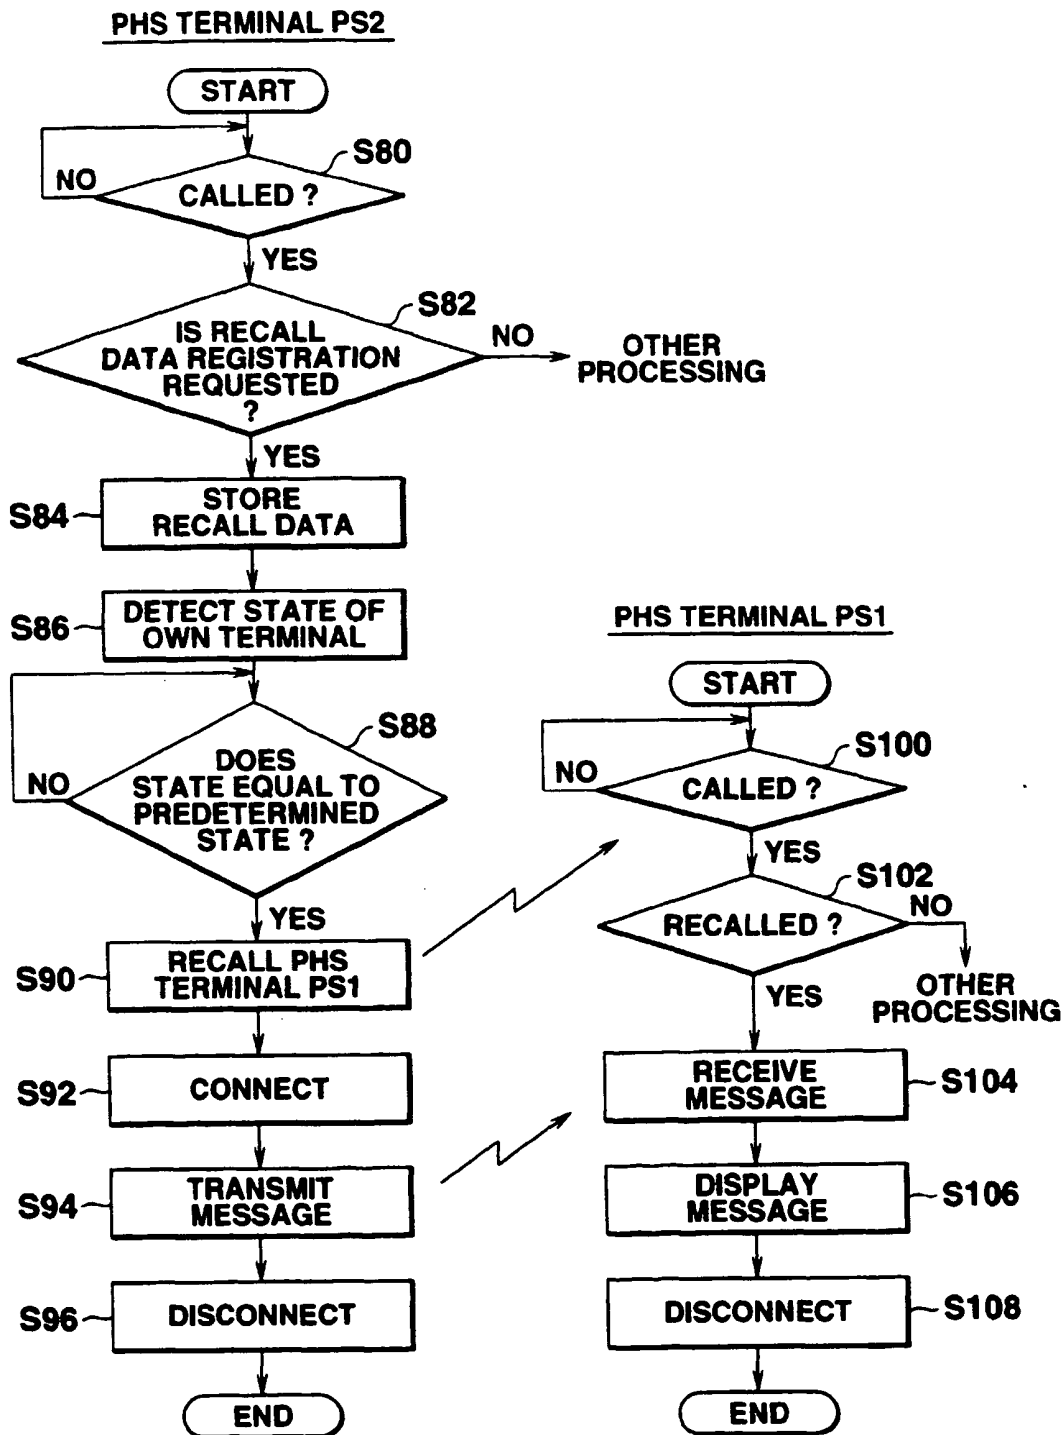 PHS TERMINAL PS2
START
S80
NO
CALLED ?
YES
S82
IS RECALL
DATA REGISTRATION
REQUESTED
?
NO
OTHER
PROCESSING
YES
S84
STORE
RECALL DATA
S86
DETECT STATE OF
OWN TERMINAL
S88
NO
DOES
STATE EQUAL TO
PREDETERMINED
STATE ?
YES
S90
RECALL PHS
TERMINAL PS1
S92
CONNECT
S94
TRANSMIT
MESSAGE
S96
DISCONNECT
END
PHS TERMINAL PS1
START
S100
NO
CALLED ?
YES
S102
RECALLED ?
NO
OTHER
PROCESSING
YES
RECEIVE
MESSAGE
S104
DISPLAY
MESSAGE
S106
DISCONNECT
S108
END